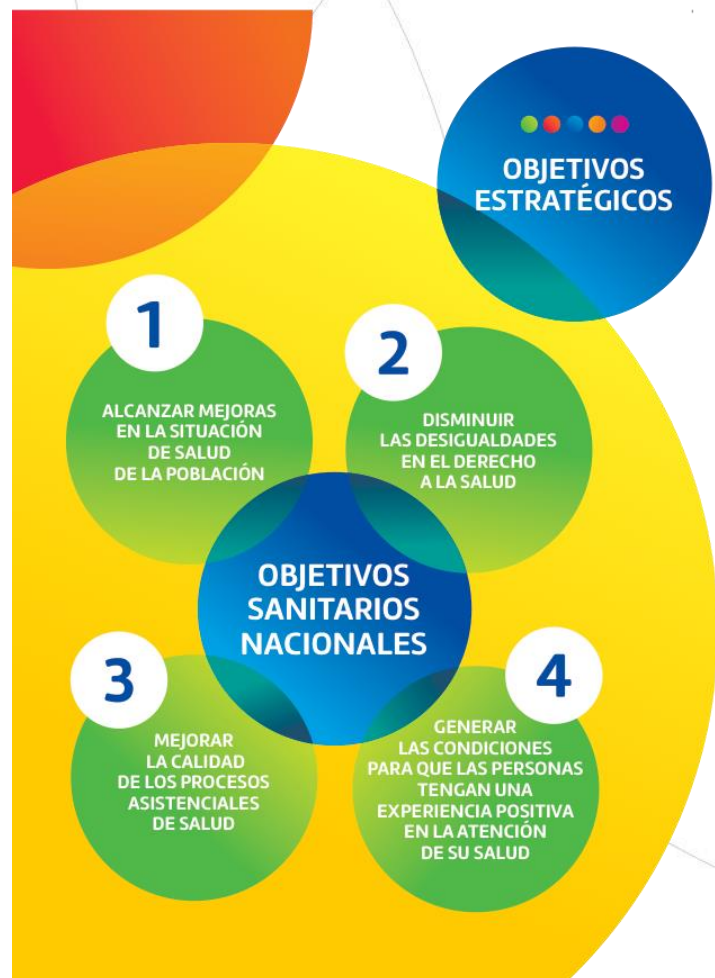 OBJETIVOS
ESTRATÉGICOS
1
ALCANZAR MEJORAS
EN LA SITUACIÓN
DE SALUD
DE LA POBLACIÓN
2
DISMINUIR
LAS DESIGUALDADES
EN EL DERECHO
A LA SALUD
OBJETIVOS
SANITARIOS
NACIONALES
3
MEJORAR
LA CALIDAD
DE LOS PROCESOS
ASISTENCIALES
DE SALUD
4
GENERAR
LAS CONDICIONES
PARA QUE LAS PERSONAS
TENGAN UNA
EXPERIENCIA POSITIVA
EN LA ATENCIÓN
DE SU SALUD